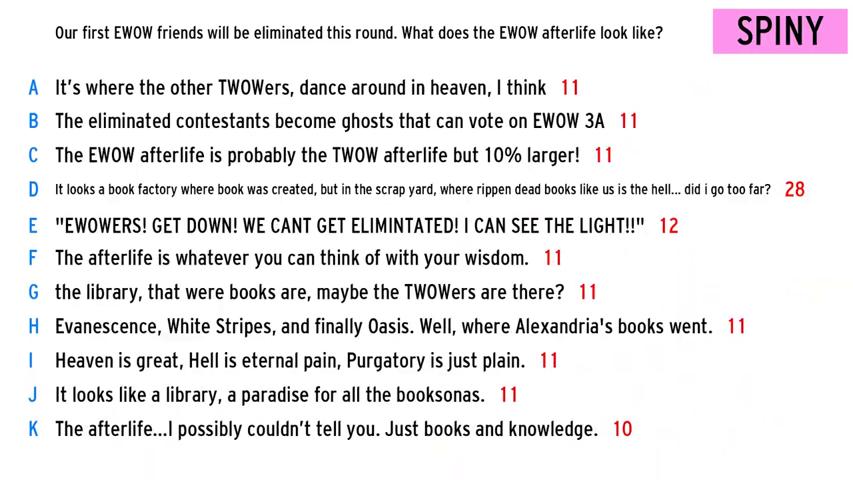 Our first EWOW friends will be eliminated this round. What does the EWOW afterlife look like?
SPINY
A It's where the other TWOWers, dance around in heaven, I think 11
B The eliminated contestants become ghosts that can vote on EWOW 3A 11
C The EWOW afterlife is probably the TWOW afterlife but 10% larger! 11
D It looks a book factory where book was created, but in the scrap yard, where rippen dead books like us is the hell... did i go too far? 28
E "EWOWERS! GET DOWN! WE CANT GET ELIMINTATED! I CAN SEE THE LIGHT!!" 12
F The afterlife is whatever you can think of with your wisdom. 11
G the library, that were books are, maybe the TWOWers are there? 11
H Evanescence, White Stripes, and finally Oasis. Well, where Alexandria's books went. 11
I Heaven is great, Hell is eternal pain, Purgatory is just plain. 11
J It looks like a library, a paradise for all the booksonas. 11
K The afterlife...I possibly couldn't tell you. Just books and knowledge. 10